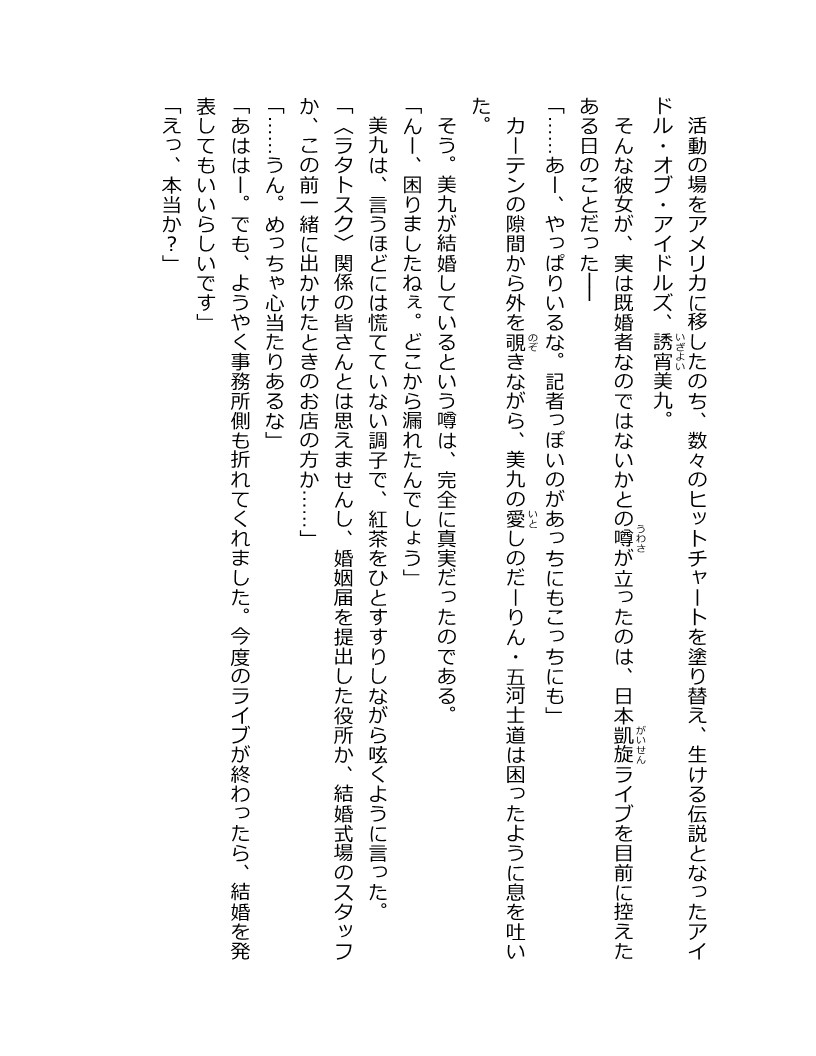 活動の場をアメリカに移したのち、数々のヒットチャートを塗り替え、生ける伝説となったアイ
ドル・オブ・アイドルズ、誘宵美九。
　そんな彼女が、実は既婚者なのではないかとの噂が立ったのは、日本凱旋ライブを目前に控えた
ある日のことだった――
「……あー、やっぱりいるな。記者っぽいのがあっちにもこっちにも」
　カーテンの隙間から外を覗きながら、美九の愛しのだーりん・五河士道は困ったように息を吐い
た。
　そう。美九が結婚しているという噂は、完全に真実だったのである。
「んー、困りましたねぇ。どこから漏れたんでしょう」
　美九は、言うほどには慌てていない調子で、紅茶をひとすすりしながら呟くように言った。
「〈ラタトスク〉関係の皆さんとは思えませんし、婚姻届を提出した役所か、結婚式場のスタッフ
か、この前一緒に出かけたときのお店の方か……」
「……うん。めっちゃ心当たりあるな」
「あははー。でも、ようやく事務所側も折れてくれました。今度のライブが終わったら、結婚を発
表してもいいらしいです」
「えっ、本当か?」